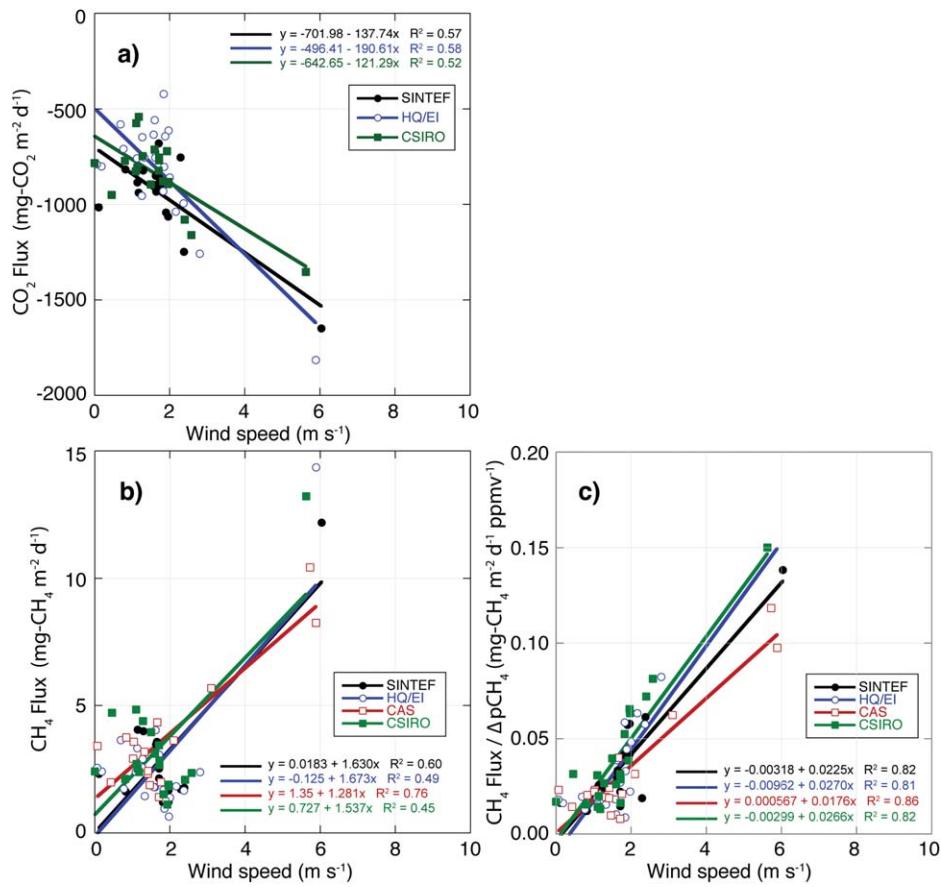 a)
y = -701.98 - 137.74x R² = 0.57
y = -496.41 - 190.61x R² = 0.58
y = -642.65 - 121.29x R² = 0.52
SINTEF
HQ/EI
CSIRO
CO₂ Flux (mg-CO₂ m⁻² d⁻¹)
0
-500
-1000
-1500
-2000
0 2 4 6 8 10
Wind speed (m s⁻¹)
b)
CH₄ Flux (mg-CH₄ m⁻² d⁻¹)
15
10
5
0
SINTEF
HQ/EI
CAS
CSIRO
y = 0.0183 + 1.630x R² = 0.60
y = -0.125 + 1.673x R² = 0.49
y = 1.35 + 1.281x R² = 0.76
y = 0.727 + 1.537x R² = 0.45
0 2 4 6 8 10
Wind speed (m s⁻¹)
c)
CH₄ Flux / ΔpCH₄ (mg-CH₄ m⁻² d⁻¹ ppmv⁻¹)
0.20
0.15
0.10
0.05
0.00
SINTEF
HQ/EI
CAS
CSIRO
y = -0.00318 + 0.0225x R² = 0.82
y = -0.00962 + 0.0270x R² = 0.81
y = 0.000567 + 0.0176x R² = 0.86
y = -0.00299 + 0.0266x R² = 0.82
0 2 4 6 8 10
Wind speed (m s⁻¹)